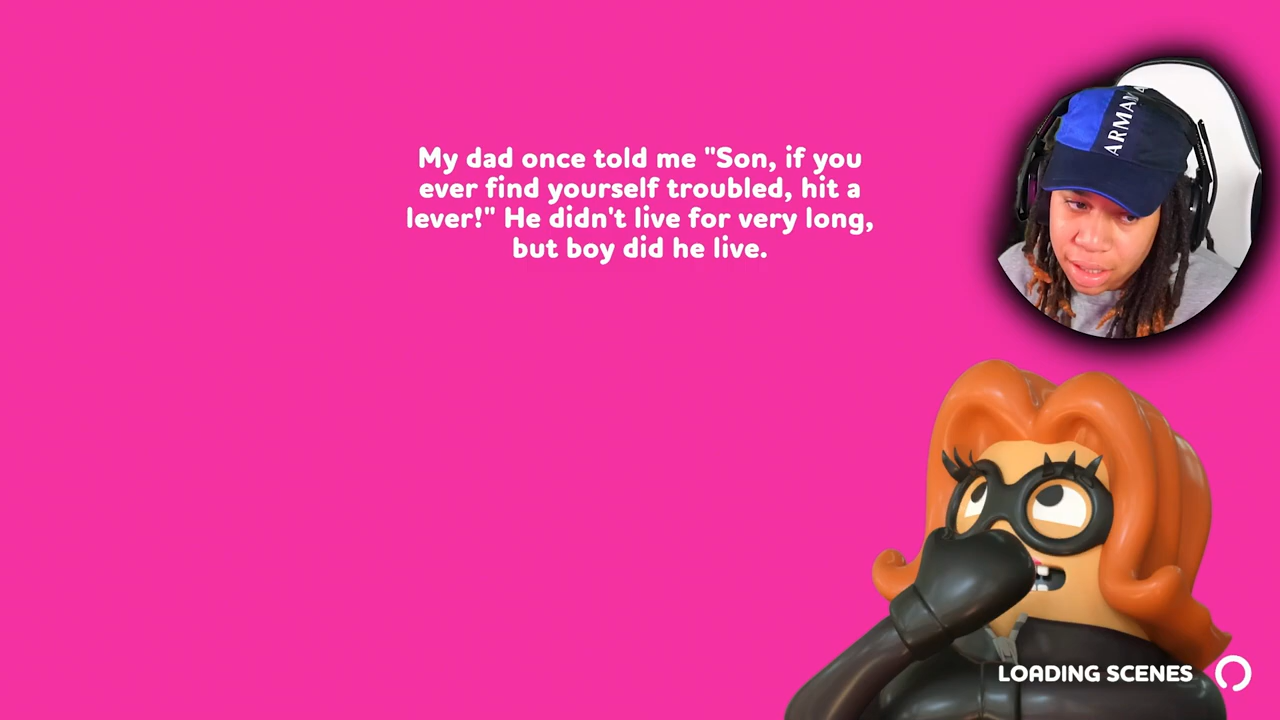 My dad once told me "Son, if you
ever find yourself troubled, hit a
lever!" He didn't live for very long,
but boy did he live.
ARMANI
LOADING SCENES